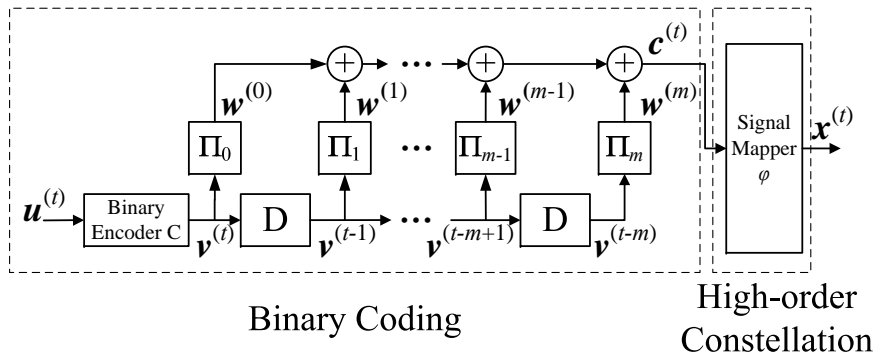 c^(t)
+ + ... + +
w^(0) w^(1) w^(m-1) w^(m)
Π_0 Π_1 ... Π_{m-1} Π_m
Signal
Mapper
φ
x^(t)
u^(t)
Binary
Encoder C
D ... D
v^(t) v^(t-1) v^(t-m+1) v^(t-m)
Binary Coding
High-order
Constellation